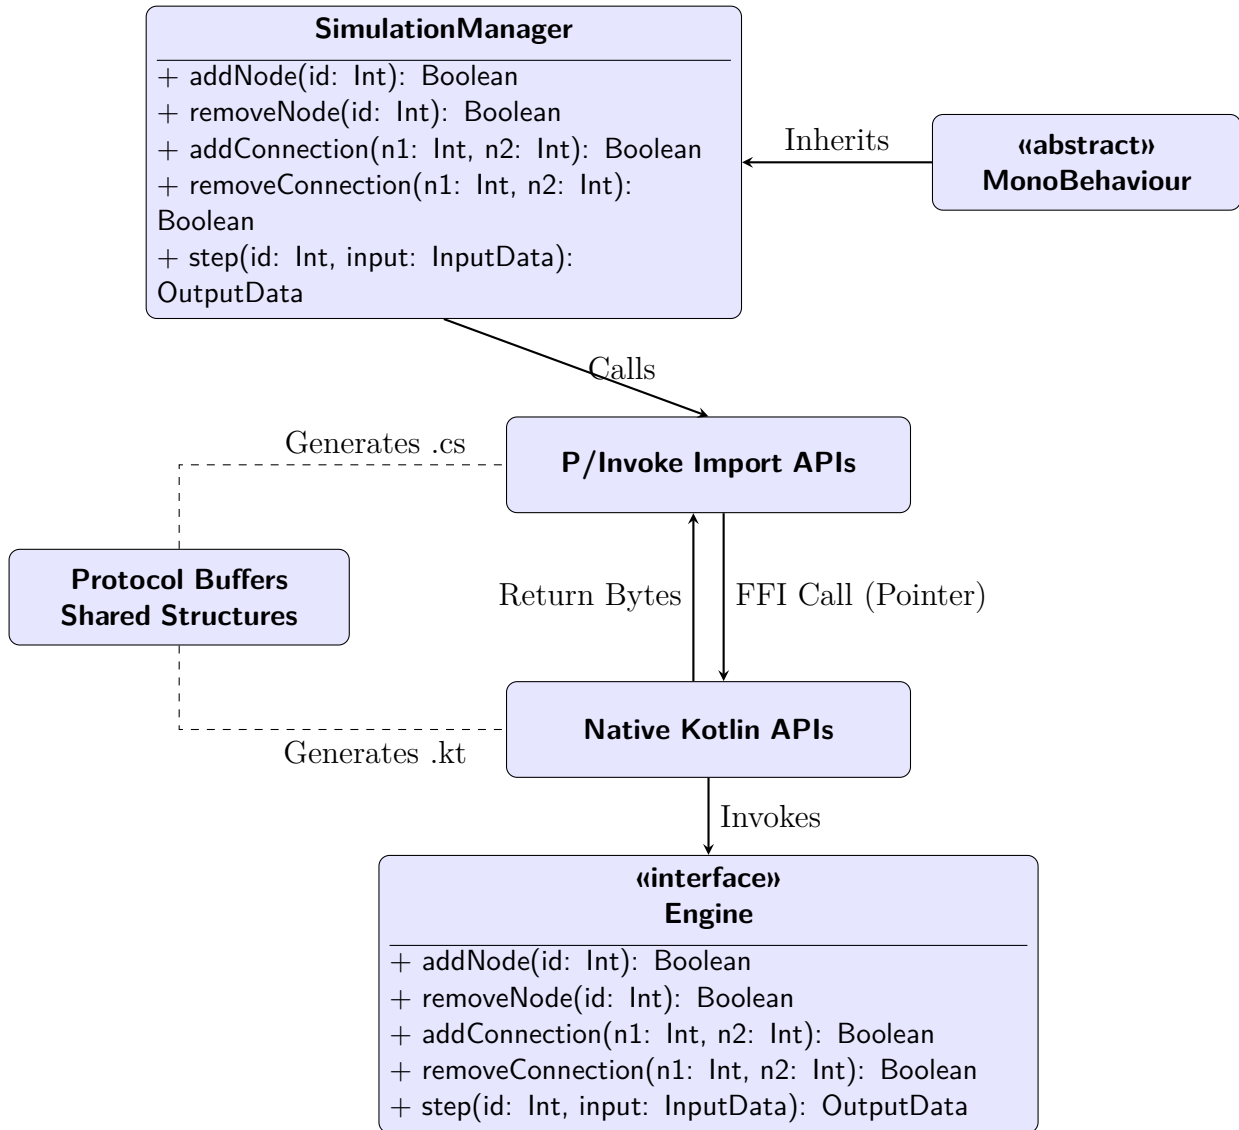 SimulationManager
+ addNode(id: Int): Boolean
+ removeNode(id: Int): Boolean
+ addConnection(n1: Int, n2: Int): Boolean
+ removeConnection(n1: Int, n2: Int):
Boolean
+ step(id: Int, input: InputData):
OutputData
Inherits
«abstract»
MonoBehaviour
Calls
Generates .cs
P/Invoke Import APIs
Protocol Buffers
Shared Structures
Return Bytes
FFI Call (Pointer)
Generates .kt
Native Kotlin APIs
Invokes
«interface»
Engine
+ addNode(id: Int): Boolean
+ removeNode(id: Int): Boolean
+ addConnection(n1: Int, n2: Int): Boolean
+ removeConnection(n1: Int, n2: Int): Boolean
+ step(id: Int, input: InputData): OutputData